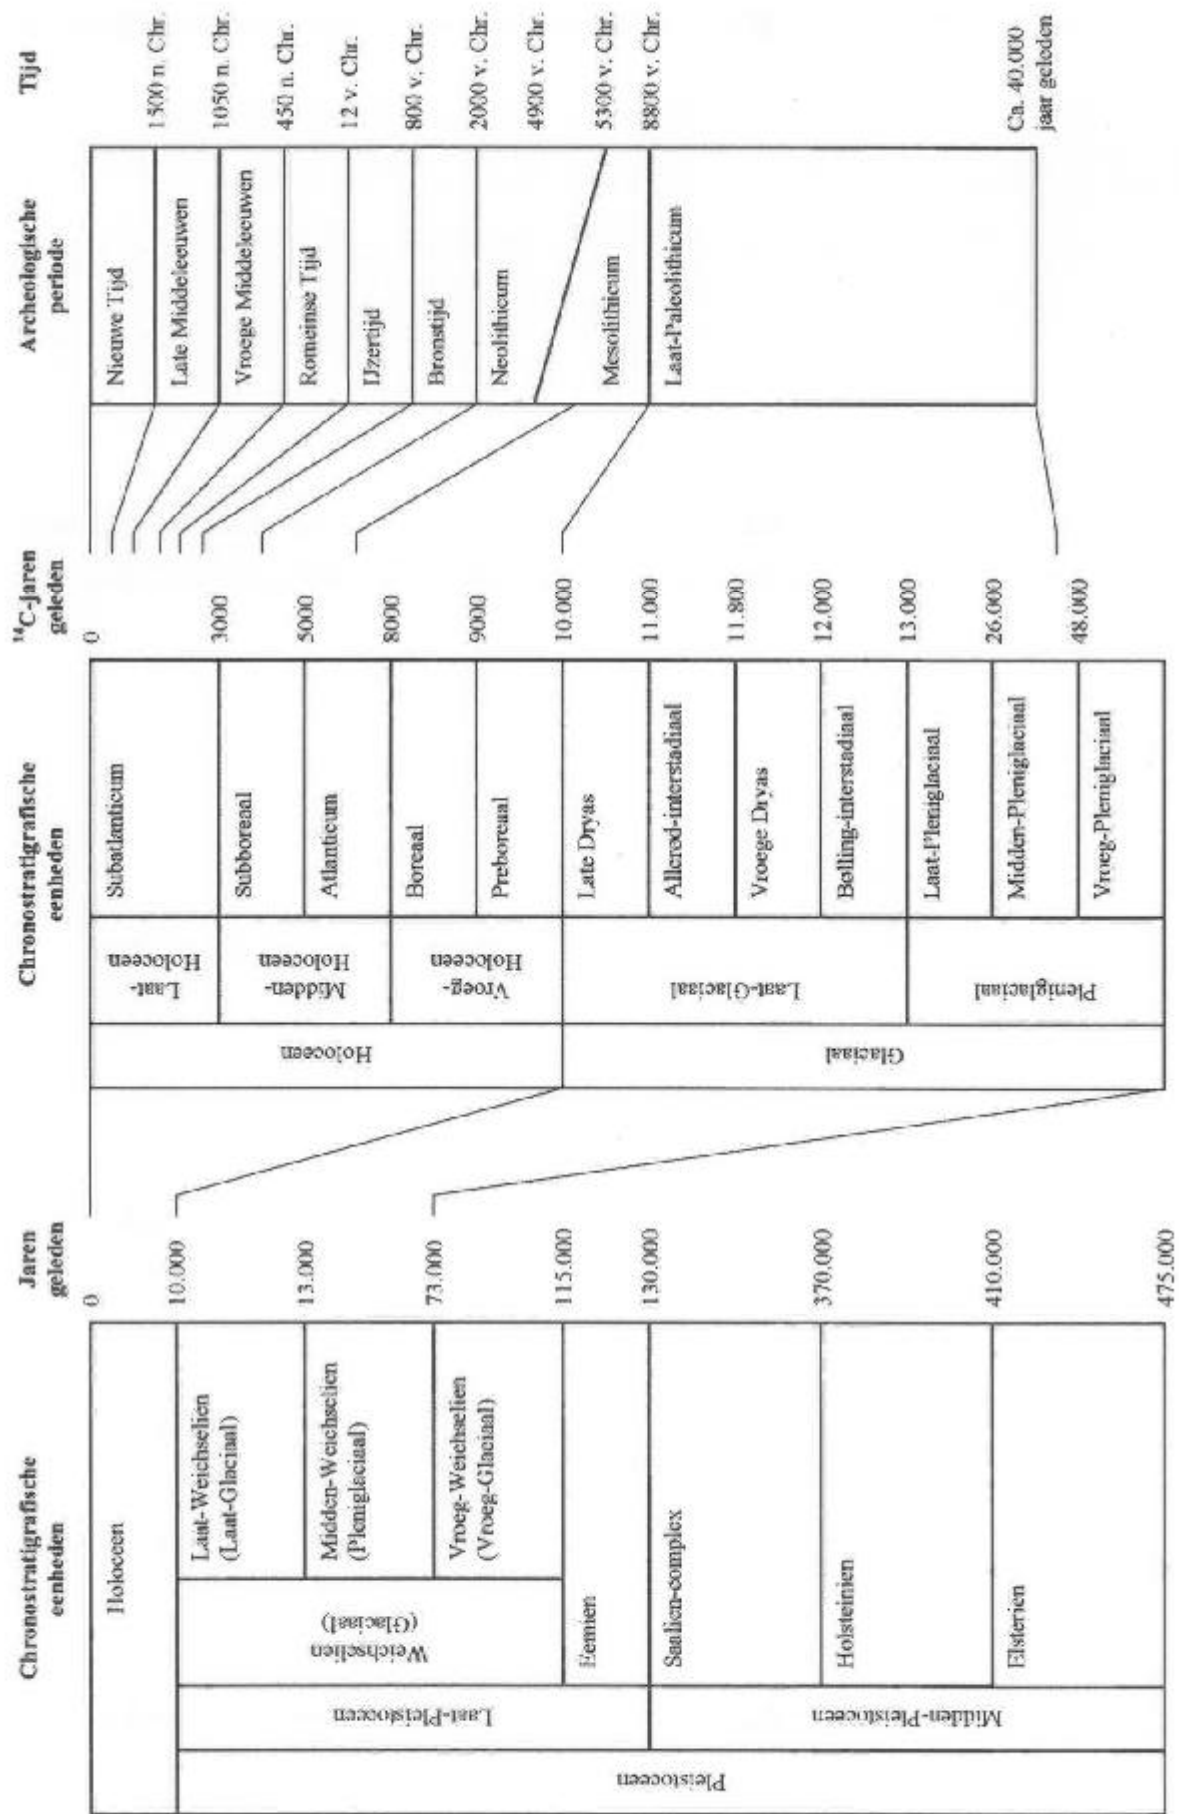 Chronostratigrafische
eenheden
Jaren
geleden
Chronostratigrafische
eenheden
¹⁴C-jaren
geleden
Archeologische
periode
Tijd
Pleistoceen
Laat-Pleistoceen
Midden-Pleistoceen
Weichselien
(Glaciaal)
Holoceen
Laat-Weichselien
(Laat-Glaciaal)
Midden-Weichselien
(Pleniglaciaal)
Vroeg-Weichselien
(Vroeg-Glaciaal)
Eemien
Saalien-complex
Holsteinien
Elsterien
0
10.000
13.000
73.000
115.000
130.000
370.000
410.000
475.000
Holoceen
Glaciaal
Laat-
Holoceen
Midden-
Holoceen
Vroeg-
Holoceen
Laat-Glaciaal
Pleniglaciaal
Subatlanticum
Subboreaal
Atlanticum
Boreaal
Preboreaal
Late Dryas
Allerød-interstadiaal
Vroege Dryas
Bølling-interstadiaal
Laat-Pleniglaciaal
Midden-Pleniglaciaal
Vroeg-Pleniglaciaal
0
3000
5000
8000
9000
10.000
11.000
11.800
12.000
13.000
26.000
48.000
Nieuwe Tijd
Late Middeleeuwen
Vroege Middeleeuwen
Romeinse Tijd
IJzertijd
Bronstijd
Neolithicum
Mesolithicum
Laat-Paleolithicum
1500 n. Chr.
1050 n. Chr.
450 n. Chr.
12 v. Chr.
800 v. Chr.
2000 v. Chr.
4900 v. Chr.
5300 v. Chr.
8800 v. Chr.
Ca. 40.000
jaar geleden